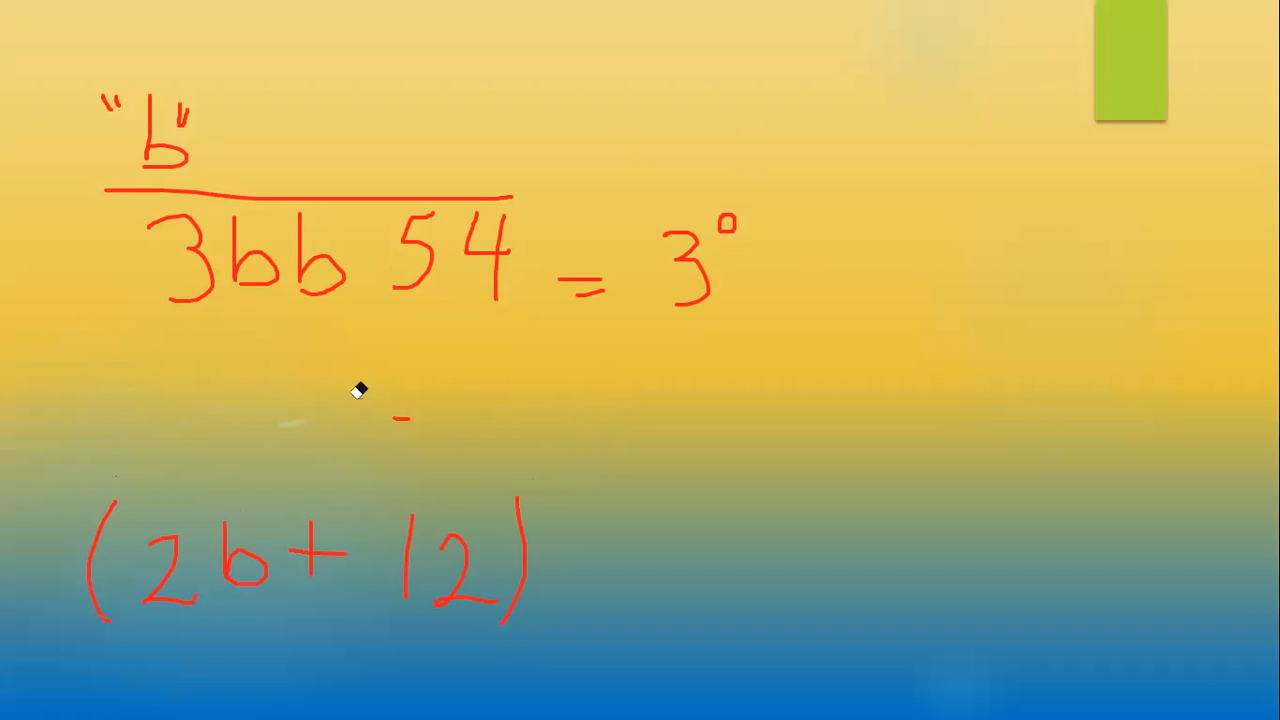 "b"
3bb54 = 3°
-
(2b+12)